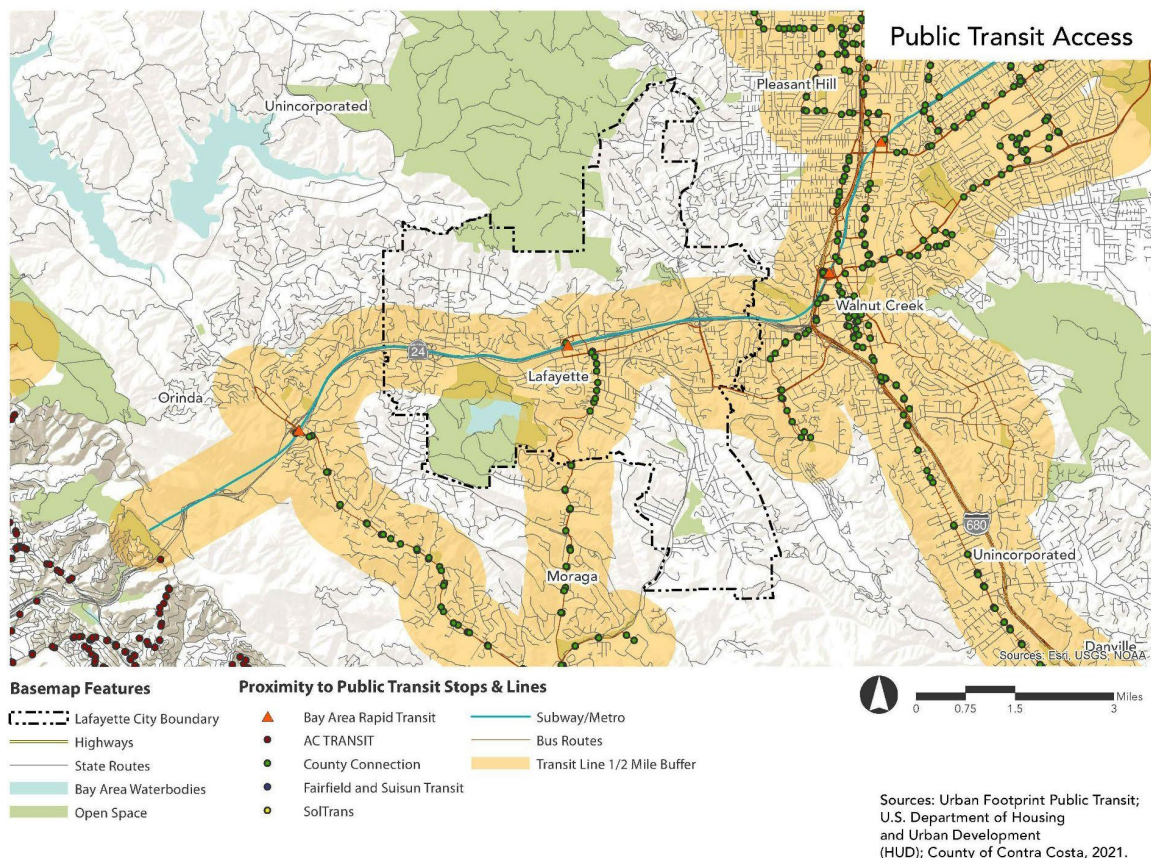 Public Transit Access
Pleasant Hill
Unincorporated
Walnut Creek
24
Lafayette
Orinda
680
Unincorporated
Moraga
Danville
Sources: Esri, USGS, NOAA
Basemap Features
Lafayette City Boundary
Highways
State Routes
Bay Area Waterbodies
Open Space
Proximity to Public Transit Stops & Lines
Bay Area Rapid Transit
AC TRANSIT
County Connection
Fairfield and Suisun Transit
SolTrans
Subway/Metro
Bus Routes
Transit Line 1/2 Mile Buffer
Miles
0 0.75 1.5 3
Sources: Urban Footprint Public Transit;
U.S. Department of Housing
and Urban Development
(HUD); County of Contra Costa, 2021.